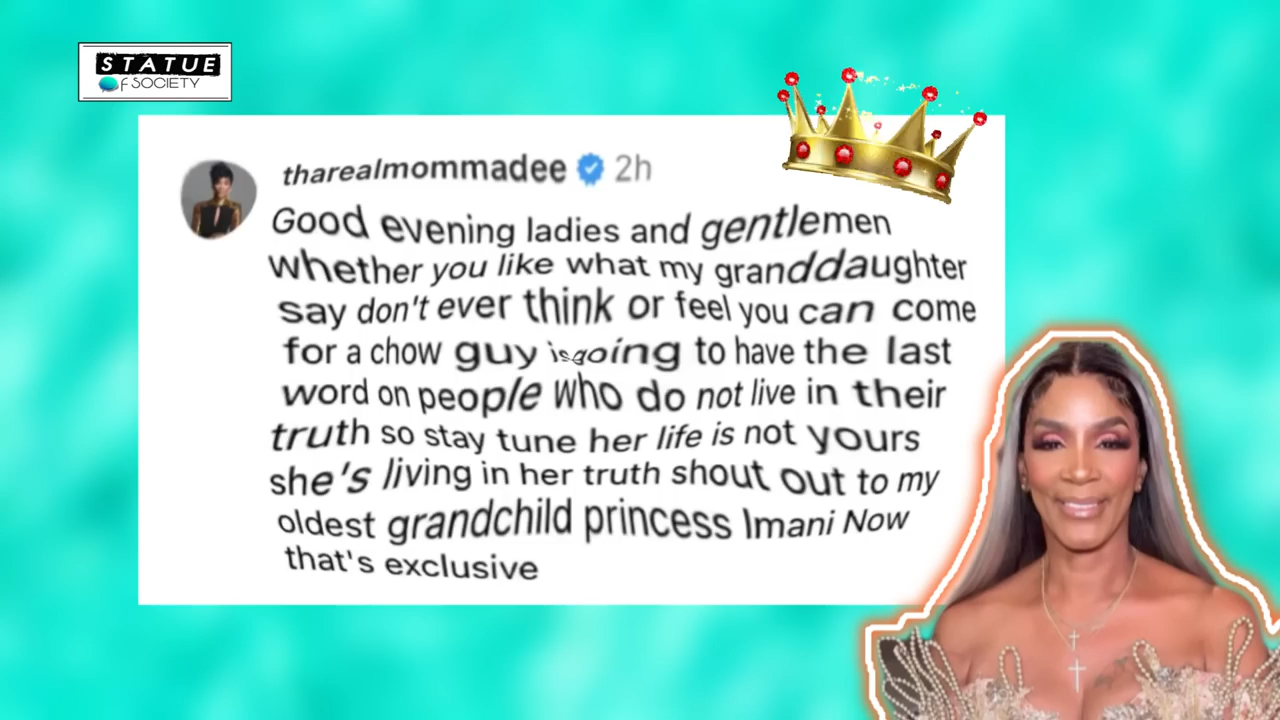 STATUE
OF SOCIETY
tharealmommadee 2h
Good evening ladies and gentlemen
whether you like what my granddaughter
say don't ever think or feel you can come
for a chow guy is going to have the last
word on people who do not live in their
truth so stay tune her life is not yours
she's living in her truth shout out to my
oldest grandchild princess Imani Now
that's exclusive